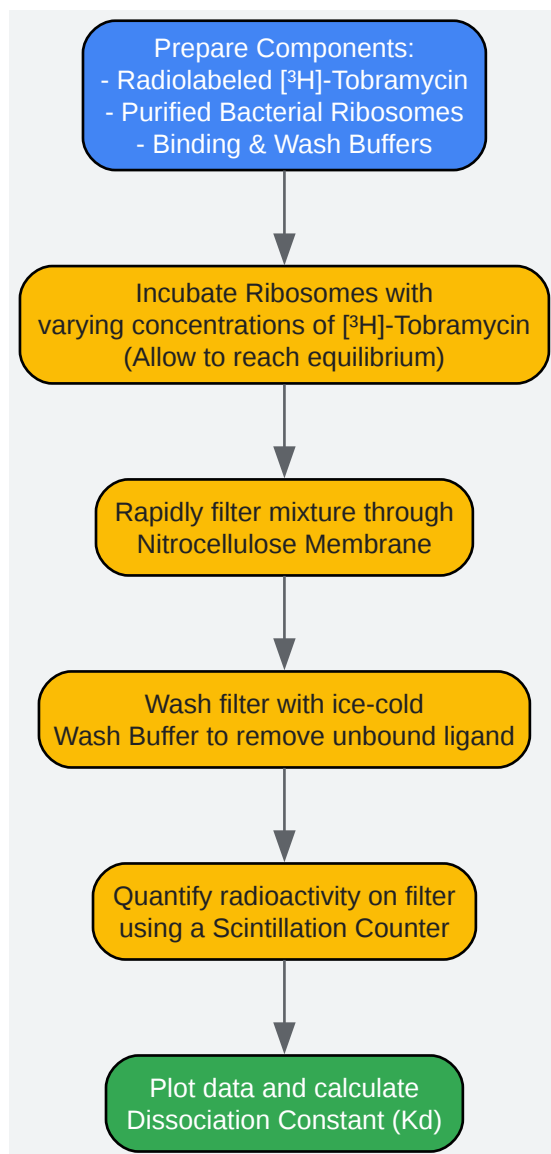 Prepare Components:
- Radiolabeled [³H]-Tobramycin
- Purified Bacterial Ribosomes
- Binding & Wash Buffers
Incubate Ribosomes with
varying concentrations of [³H]-Tobramycin
(Allow to reach equilibrium)
Rapidly filter mixture through
Nitrocellulose Membrane
Wash filter with ice-cold
Wash Buffer to remove unbound ligand
Quantify radioactivity on filter
using a Scintillation Counter
Plot data and calculate
Dissociation Constant (Kd)